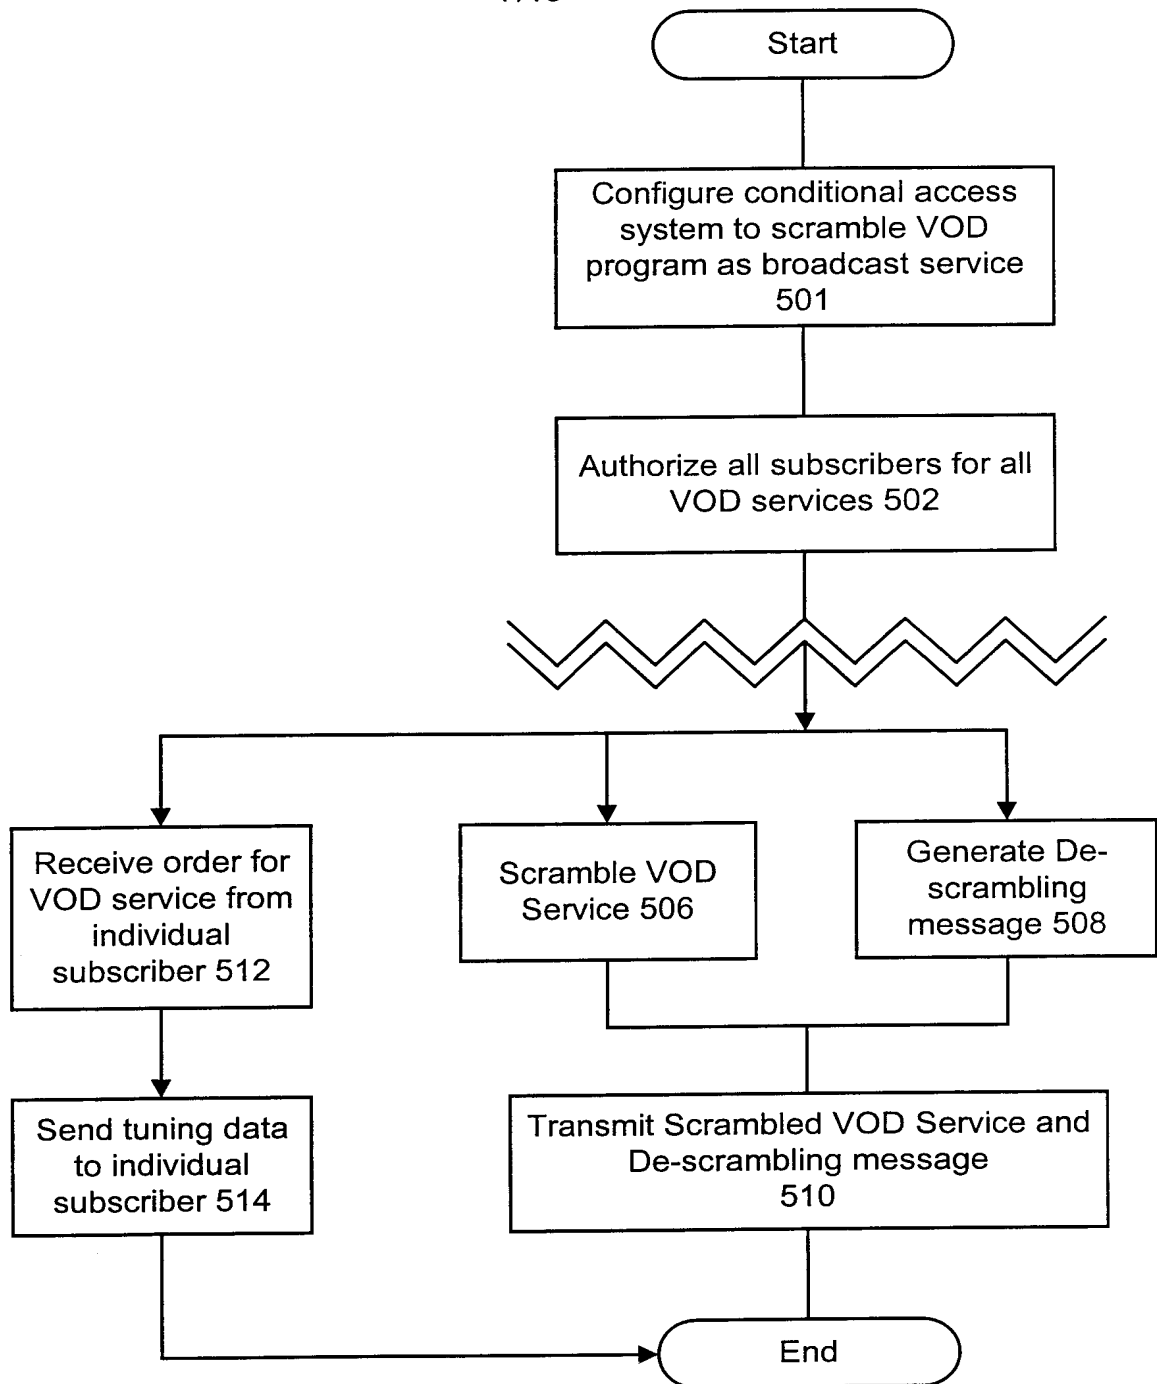 Start
Configure conditional access
system to scramble VOD
program as broadcast service
501
Authorize all subscribers for all
VOD services 502
Receive order for
VOD service from
individual
subscriber 512
Scramble VOD
Service 506
Generate De-
scrambling
message 508
Send tuning data
to individual
subscriber 514
Transmit Scrambled VOD Service and
De-scrambling message
510
End